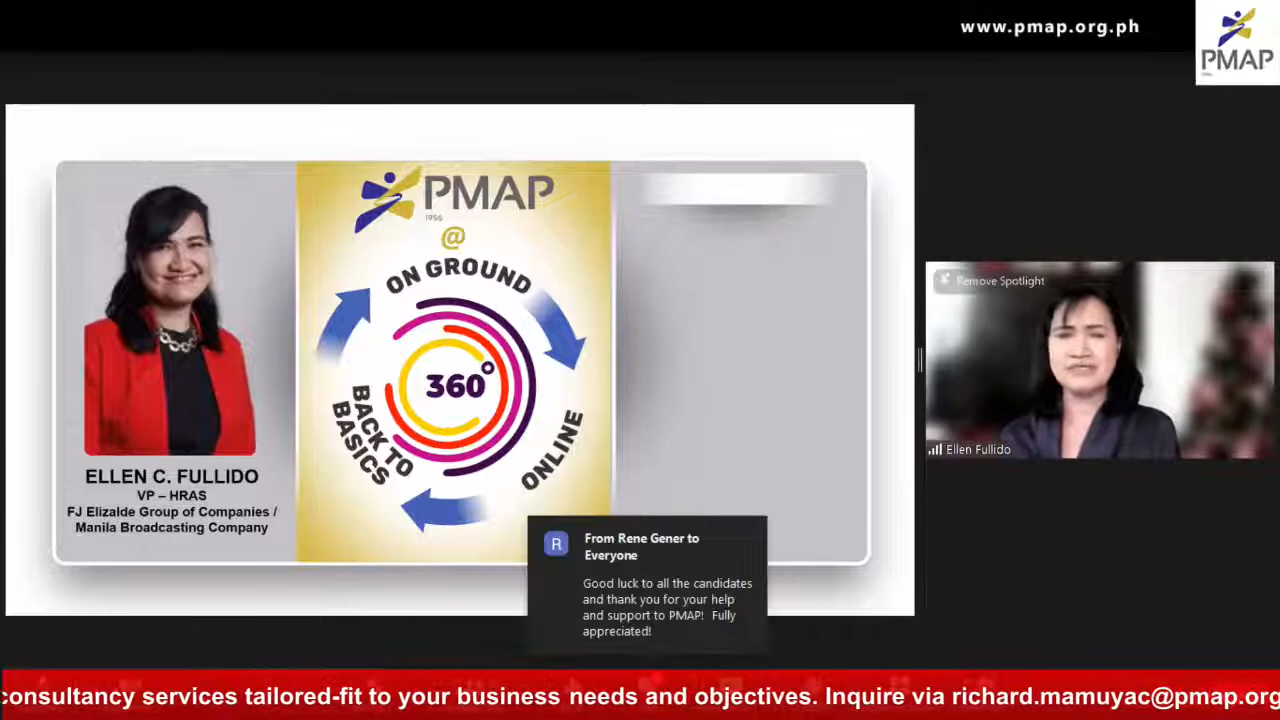 www.pmap.org.ph
PMAP
PMAP
1956
@
ON GROUND
360°
BACK TO
BASICS
ONLINE
ELLEN C. FULLIDO
VP – HRAS
FJ Elizalde Group of Companies /
Manila Broadcasting Company
Remove Spotlight
Ellen Fullido
R
From Rene Gener to
Everyone
Good luck to all the candidates
and thank you for your help
and support to PMAP! Fully
appreciated!
consultancy services tailored-fit to your business needs and objectives. Inquire via richard.mamuyac@pmap.org